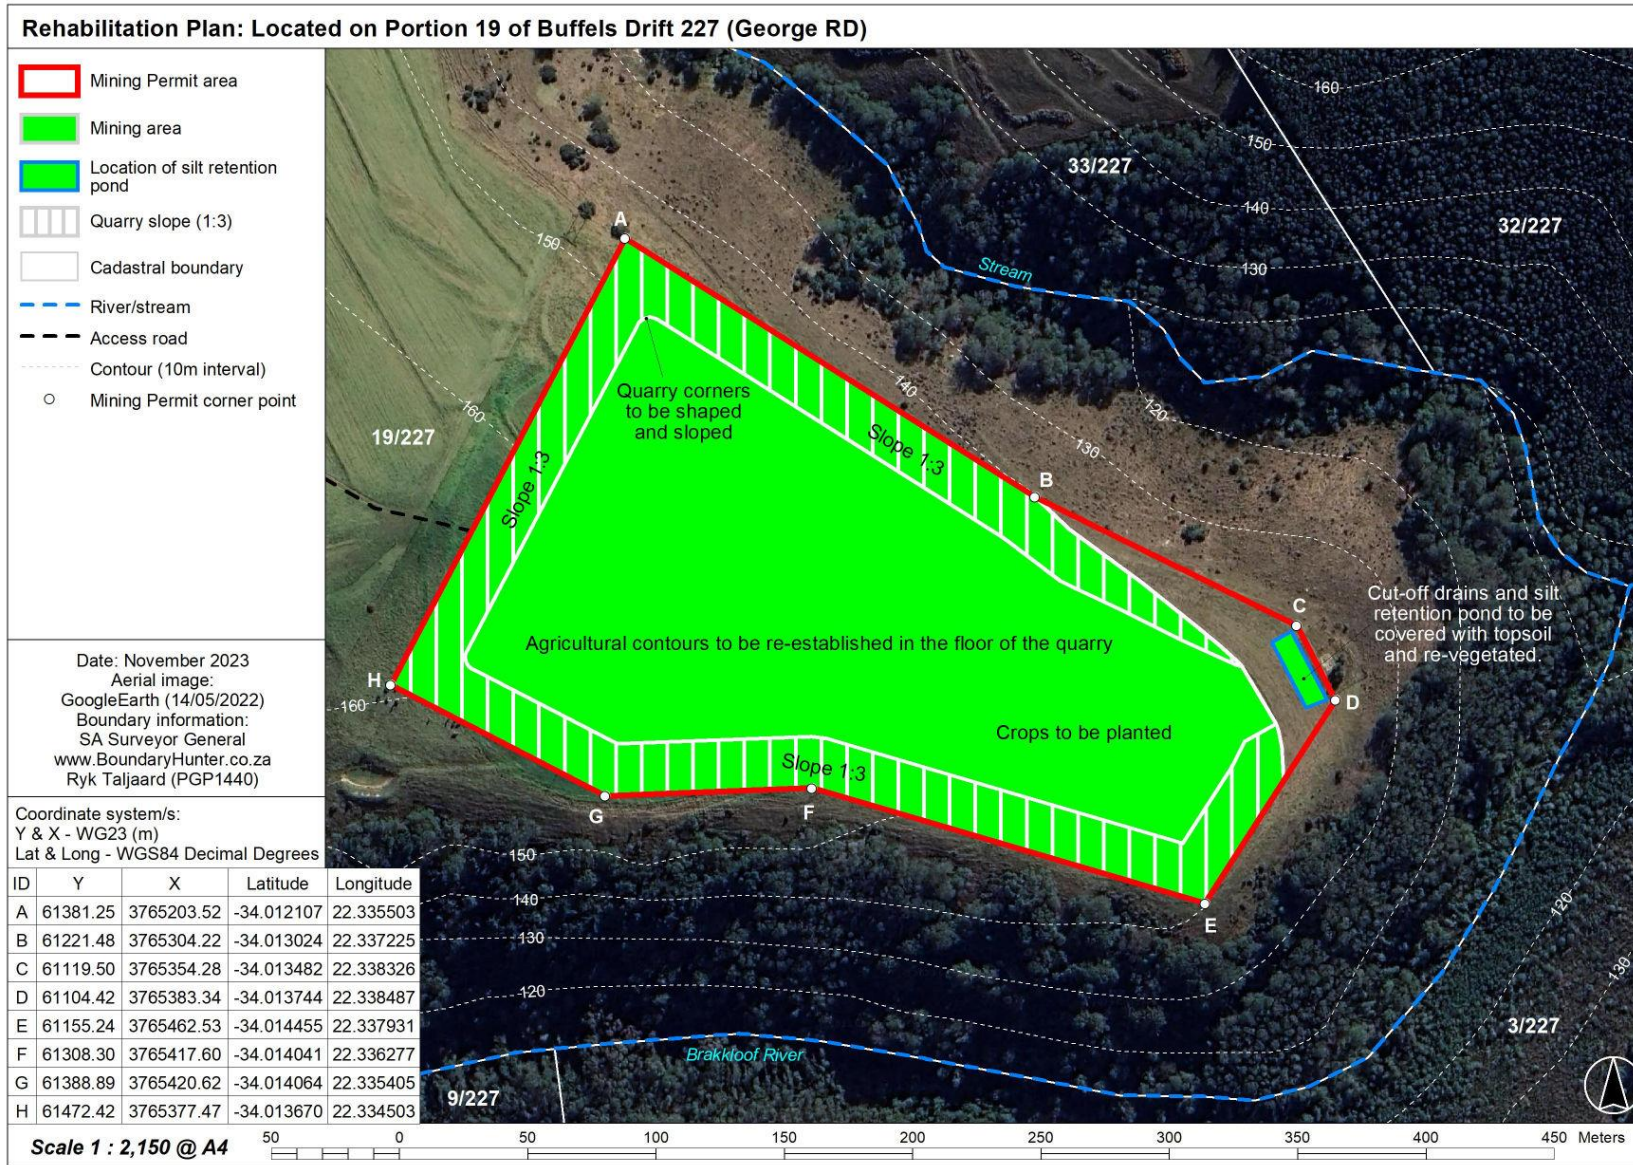 Rehabilitation Plan: Located on Portion 19 of Buffels Drift 227 (George RD)
Mining Permit area
Mining area
Location of silt retention
pond
Quarry slope (1:3)
Cadastral boundary
River/stream
Access road
Contour (10m interval)
Mining Permit corner point
Date: November 2023
Aerial image:
GoogleEarth (14/05/2022)
Boundary information:
SA Surveyor General
www.BoundaryHunter.co.za
Ryk Taljaard (PGP1440)
Coordinate system/s:
Y & X - WG23 (m)
Lat & Long - WGS84 Decimal Degrees
ID Y X Latitude Longitude
A 61381.25 3765203.52 -34.012107 22.335503
B 61221.48 3765304.22 -34.013024 22.337225
C 61119.50 3765354.28 -34.013482 22.338326
D 61104.42 3765383.34 -34.013744 22.338487
E 61155.24 3765462.53 -34.014455 22.337931
F 61308.30 3765417.60 -34.014041 22.336277
G 61388.89 3765420.62 -34.014064 22.335405
H 61472.42 3765377.47 -34.013670 22.334503
Scale 1 : 2,150 @ A4
50 0 50 100 150 200 250 300 350 400 450 Meters
160
150
33/227
140
32/227
130
Stream
A
150
120
140
130
160
19/227
Quarry corners
to be shaped
and sloped
Slope 1:3
Slope 1:3
B
C
Cut-off drains and silt
retention pond to be
covered with topsoil
and re-vegetated.
Agricultural contours to be re-established in the floor of the quarry
H
160
D
Crops to be planted
Slope 1:3
G
F
E
150
140
130
120
120
130
3/227
Brakkloof River
9/227